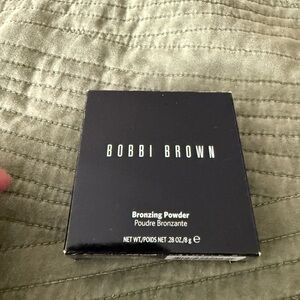 BOBBI BROWN
Bronzing Powder
Poudre Bronzante
NET WT./POIDS NET .28 OZ./8 g ℮